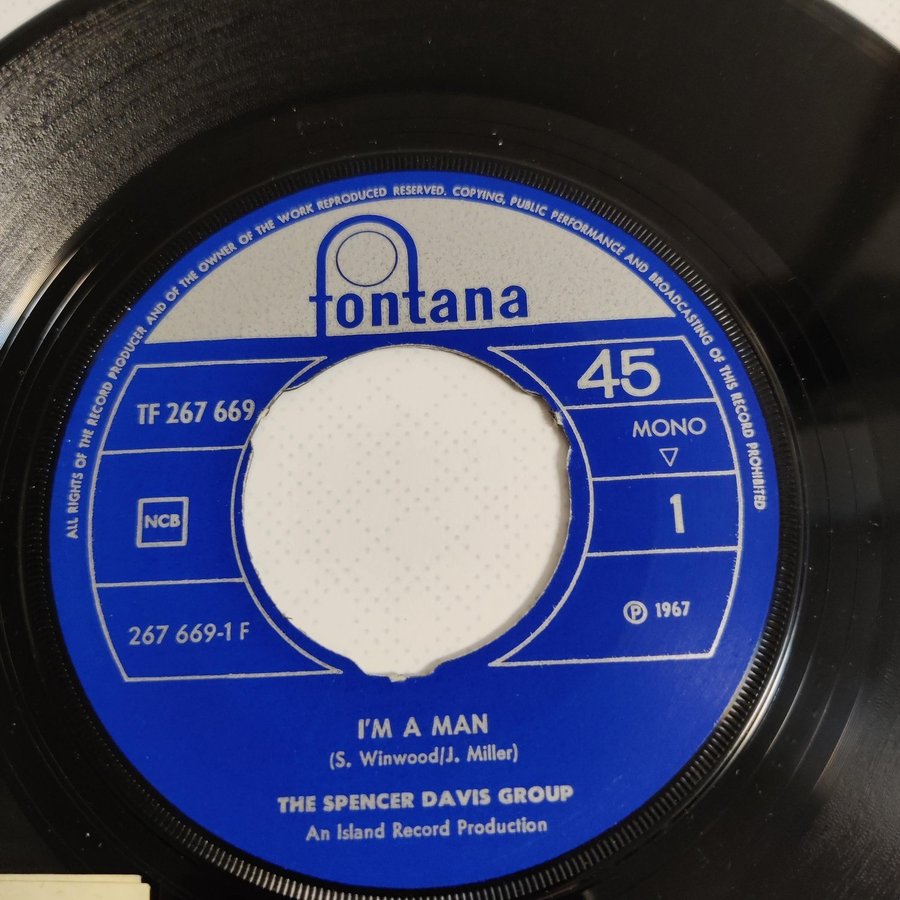 ALL RIGHTS OF THE RECORD PRODUCER AND OF THE OWNER OF THE WORK REPRODUCED RESERVED. COPYING, PUBLIC PERFORMANCE AND BROADCASTING OF THIS RECORD PROHIBITED
fontana
TF 267 669
45
MONO
NCB
1
267 669-1 F
℗ 1967
I'M A MAN
(S. Winwood/J. Miller)
THE SPENCER DAVIS GROUP
An Island Record Production